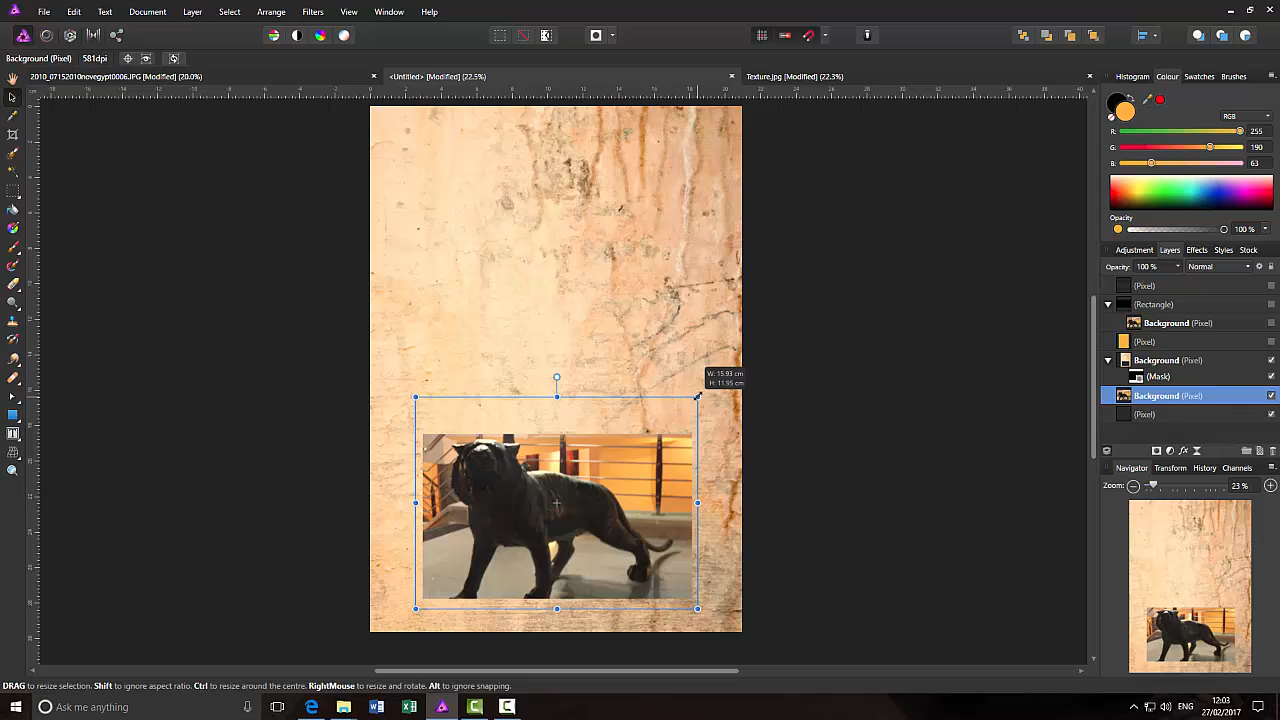 File Edit Text Document Layer Select Arrange Filters View Window Help
Background (Pixel) 58 dpi
2010_07152010novegypt0006.JPG [Modified] (20.0%)
<Untitled> [Modified] (22.5%)
Texture.jpg [Modified] (22.3%)
Histogram Colour Swatches Brushes
RGB
R: 255
G: 190
B: 63
Opacity
100 %
Adjustment Layers Effects Styles Stock
Opacity: 100 % Normal
(Pixel)
(Rectangle)
Background (Pixel)
(Pixel)
Background (Pixel)
(Mask)
Background (Pixel)
(Pixel)
W: 15.93 cm
H: 11.95 cm
Navigator Transform History Channels
Zoom: 23 %
DRAG to resize selection. Shift to ignore aspect ratio. Ctrl to resize around the centre. RightMouse to resize and rotate. Alt to ignore snapping.
Ask me anything
12:03
27/02/2017